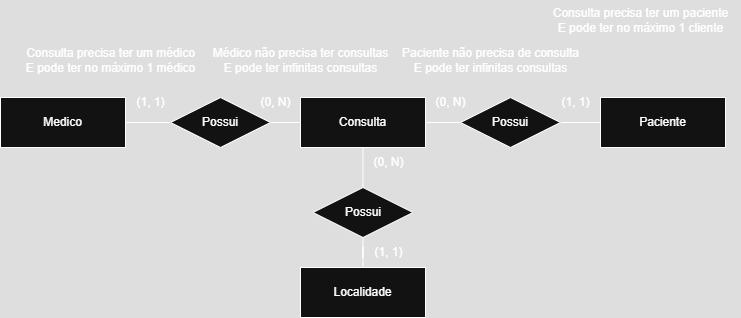 Consulta precisa ter um paciente
E pode ter no máximo 1 cliente
Consulta precisa ter um médico
E pode ter no máximo 1 médico
Médico não precisa ter consultas
E pode ter infinitas consultas
Paciente não precisa de consulta
E pode ter infinitas consultas
Medico
(1, 1)
Possui
(0, N)
Consulta
(0, N)
Possui
(1, 1)
Paciente
(0, N)
Possui
(1, 1)
Localidade